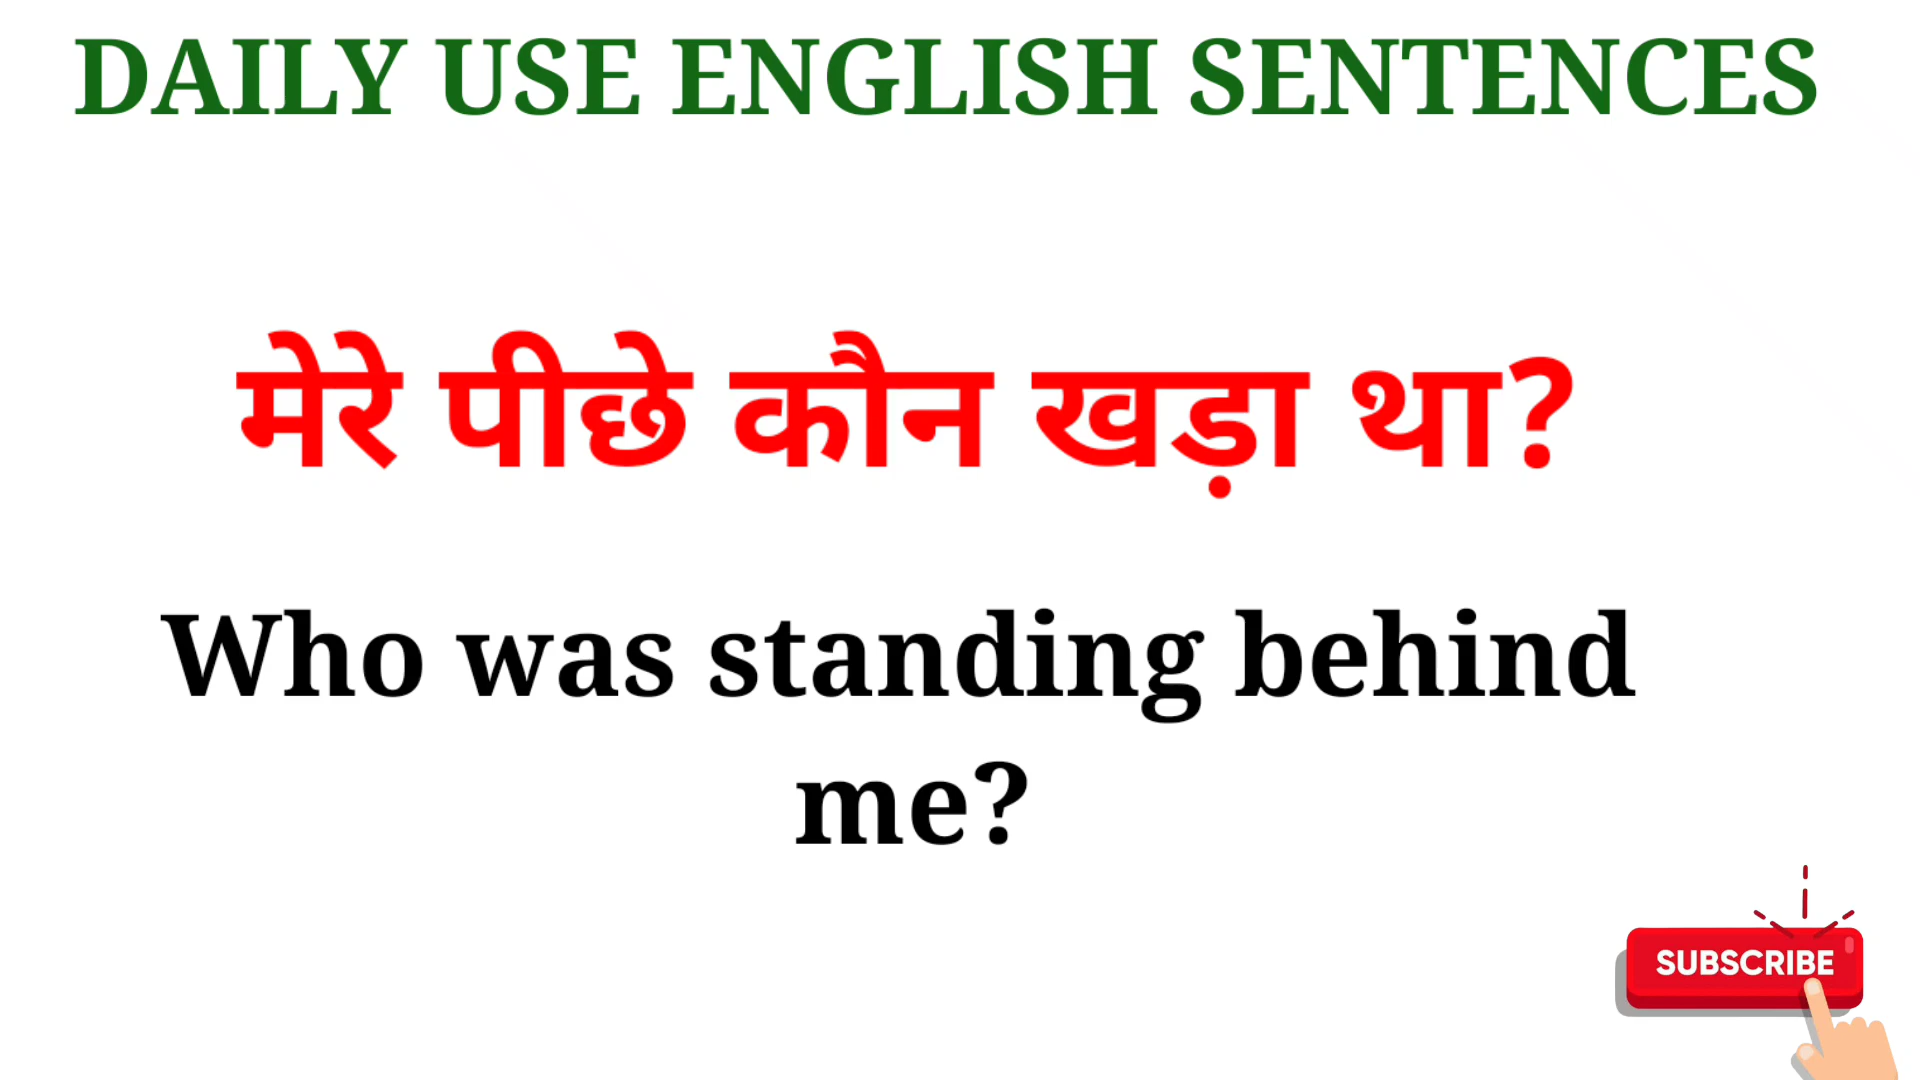 DAILY USE ENGLISH SENTENCES
मेरे पीछे कौन खड़ा था?
Who was standing behind
me?
SUBSCRIBE